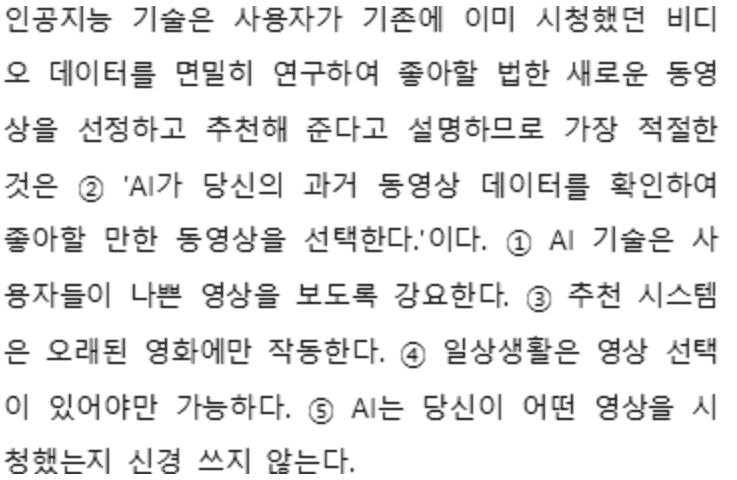 인공지능 기술은 사용자가 기존에 이미 시청했던 비디
오 데이터를 면밀히 연구하여 좋아할 법한 새로운 동영
상을 선정하고 추천해 준다고 설명하므로 가장 적절한
것은 ② 'AI가 당신의 과거 동영상 데이터를 확인하여
좋아할 만한 동영상을 선택한다.'이다. ① AI 기술은 사
용자들이 나쁜 영상을 보도록 강요한다. ③ 추천 시스템
은 오래된 영화에만 작동한다. ④ 일상생활은 영상 선택
이 있어야만 가능하다. ⑤ AI는 당신이 어떤 영상을 시
청했는지 신경 쓰지 않는다.